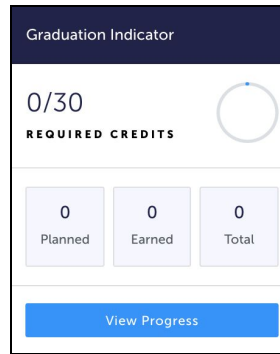 Graduation Indicator
0/30
REQUIRED CREDITS
0 0 0
Planned Earned Total
View Progress